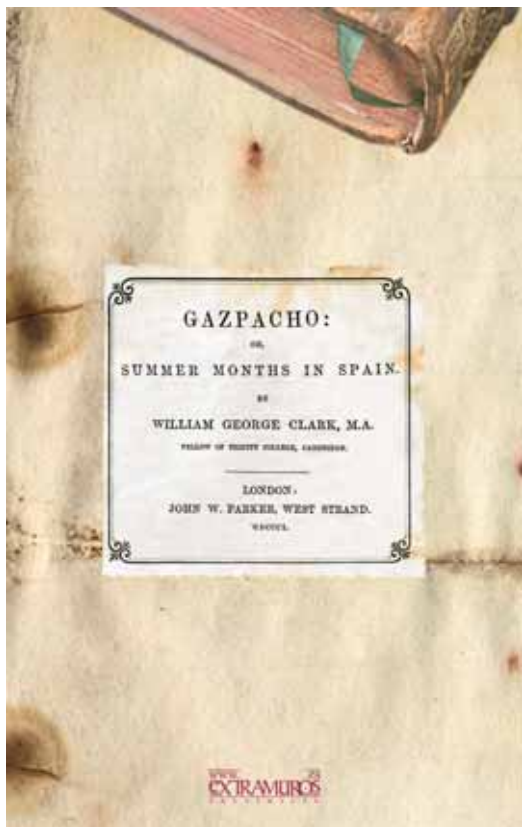 GAZPACHO:
OR,
SUMMER MONTHS IN SPAIN.
BY
WILLIAM GEORGE CLARK, M.A.
FELLOW OF TRINITY COLLEGE, CAMBRIDGE.
LONDON:
JOHN W. PARKER, WEST STRAND.
MDCCCL.
WWW. .ES
EXTRAMUROS